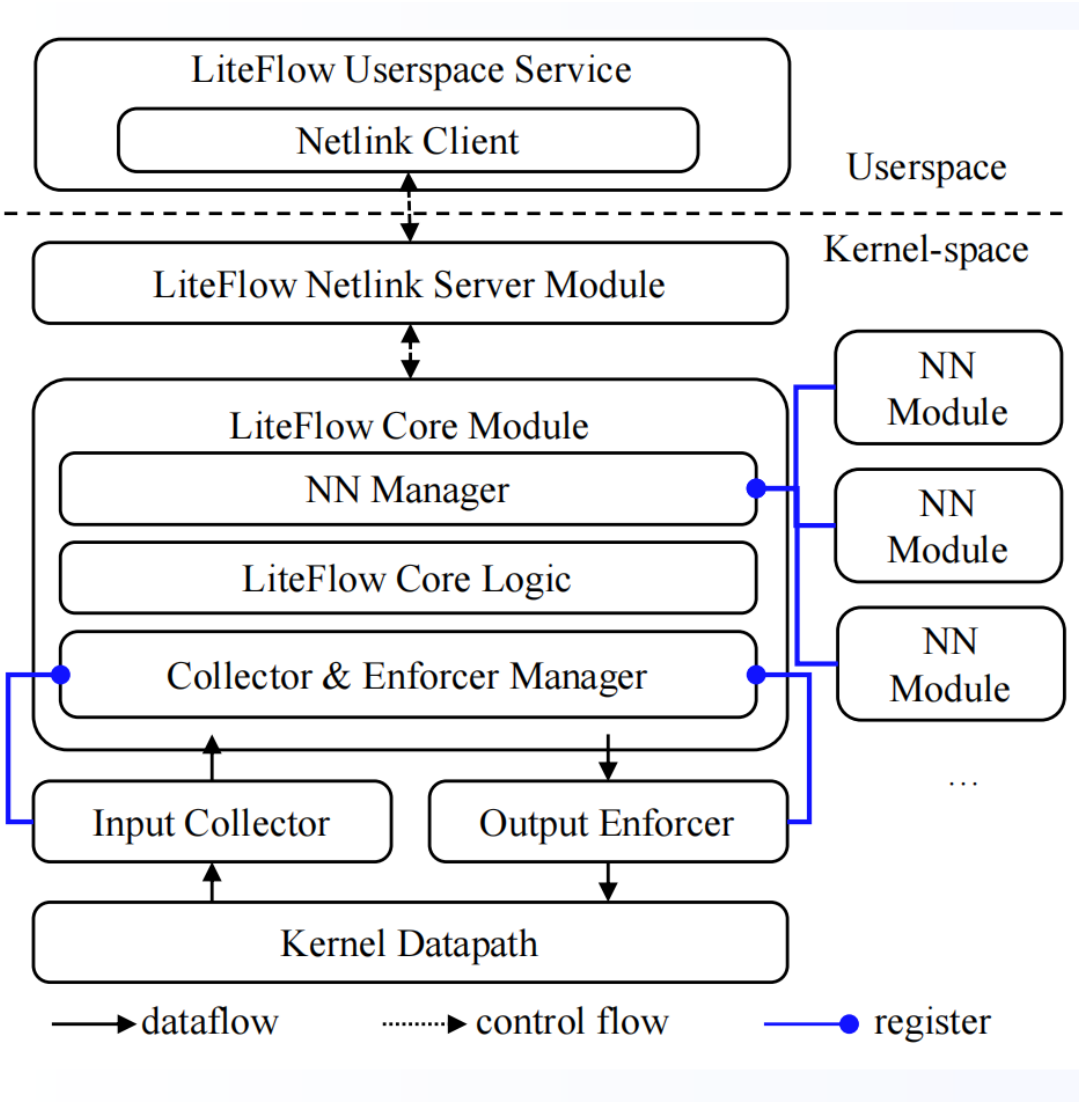 LiteFlow Userspace Service
Netlink Client
Userspace
Kernel-space
LiteFlow Netlink Server Module
LiteFlow Core Module
NN Manager
LiteFlow Core Logic
Collector & Enforcer Manager
NN
Module
NN
Module
NN
Module
...
Input Collector
Output Enforcer
Kernel Datapath
dataflow
control flow
register